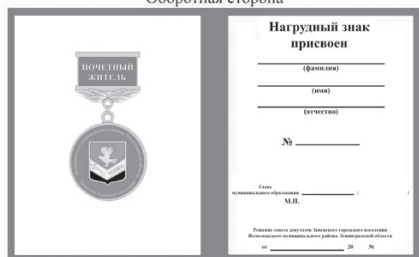 Оборотная сторона
ПОЧЕТНЫЙ
ЖИТЕЛЬ
Нагрудный знак
присвоен
(фамилия)
(имя)
(отчество)
№
Глава
муниципального образования / /
М.П.
Решение совета депутатов Заневского городского поселения
Всеволожского муниципального района Ленинградской области
от 20 №